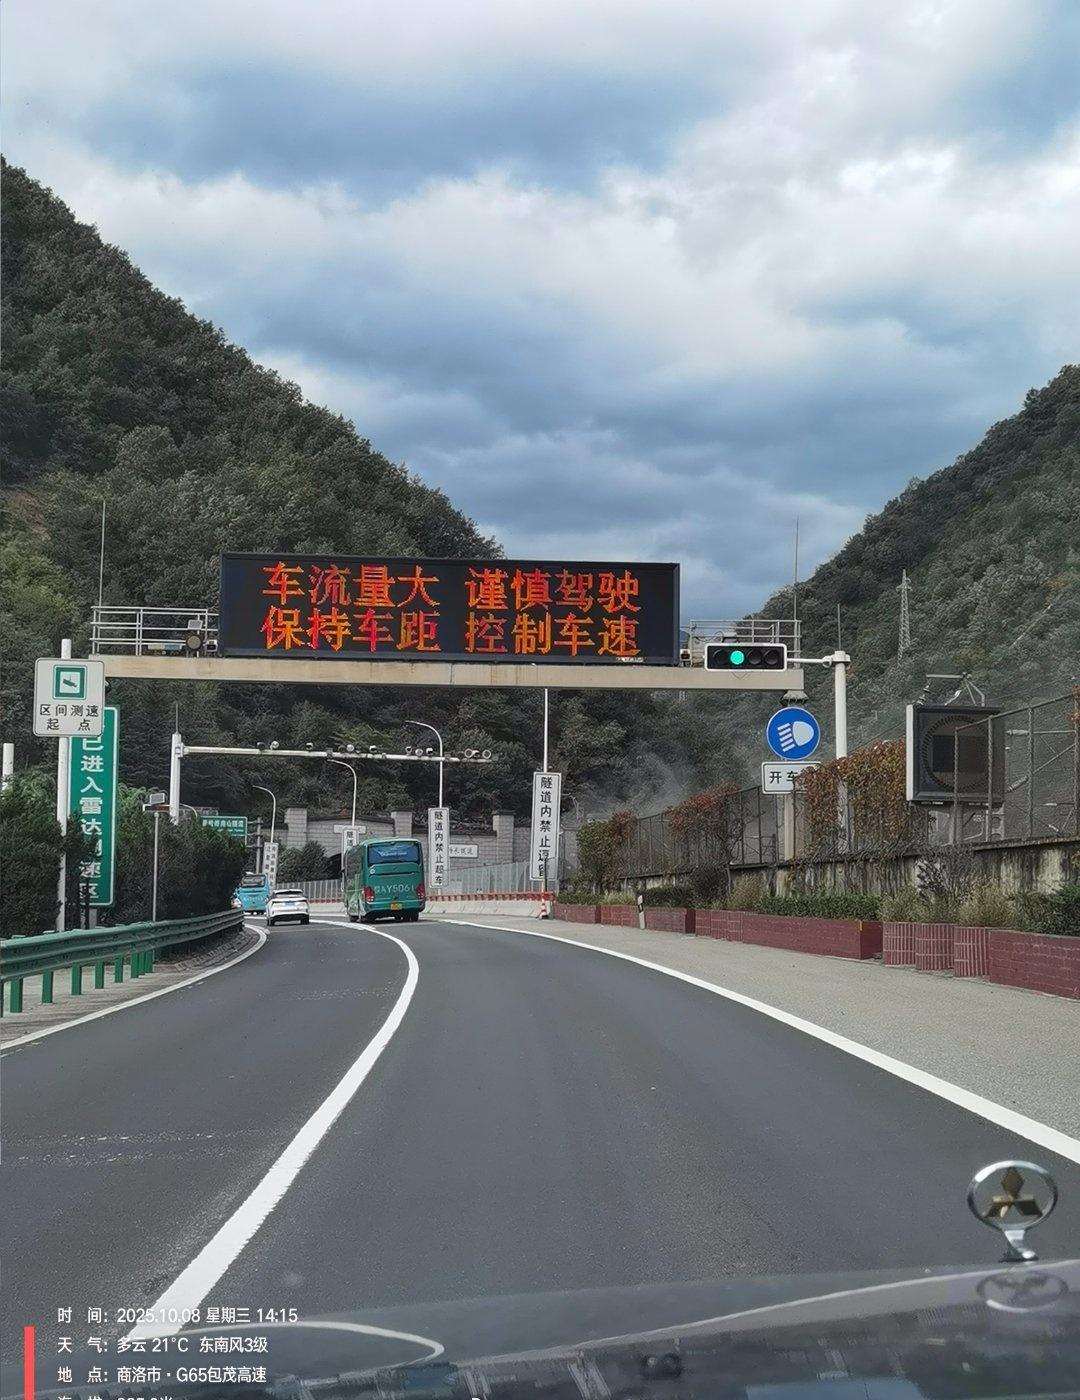 车流量大 谨慎驾驶
保持车距 控制车速
区间测速
起 点
已进入雷达测速区
开车
隧道内禁止停留
隧道内禁止超车
AY506
时 间：2025.10.08 星期三 14:15
天 气：多云 21℃ 东南风3级
地 点：商洛市·G65包茂高速